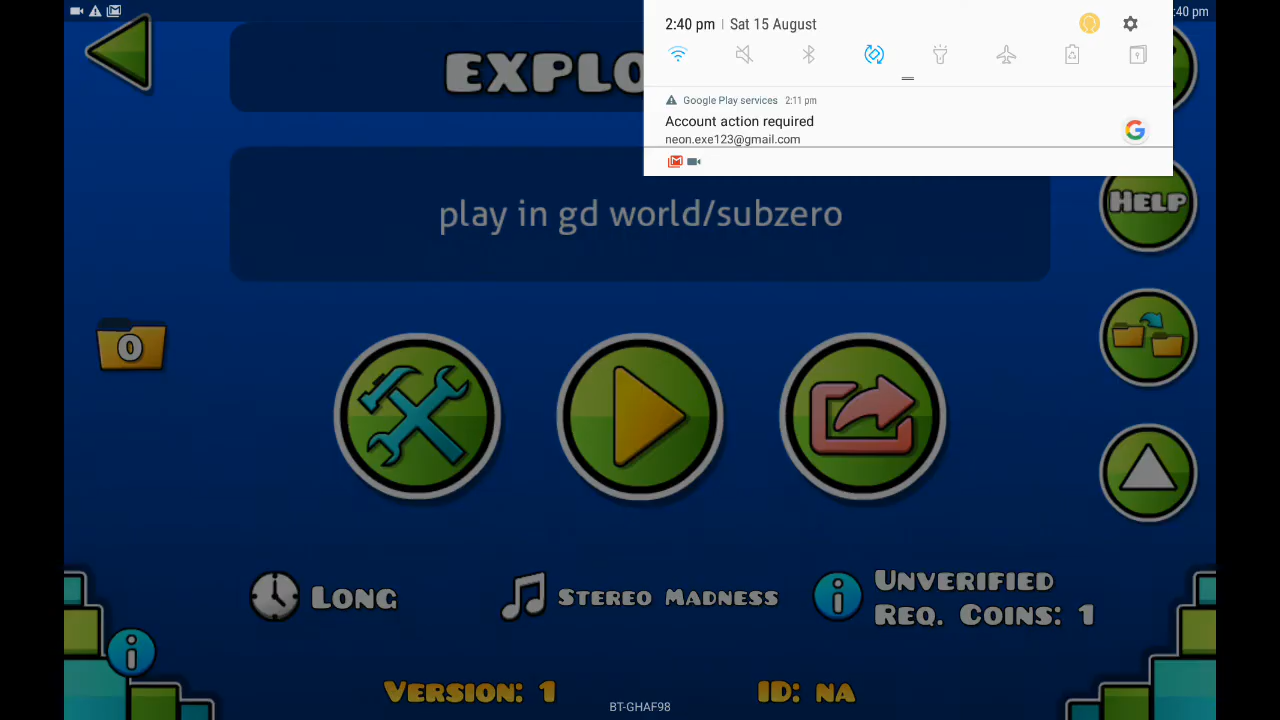 2:40 pm | Sat 15 August
:40 pm
EXPLO
Google Play services 2:11 pm
Account action required
neon.exe123@gmail.com
play in gd world/subzero
HELP
0
LONG
STEREO MADNESS
UNVERIFIED
REQ. COINS: 1
VERSION: 1
ID: NA
BT-GHAF98